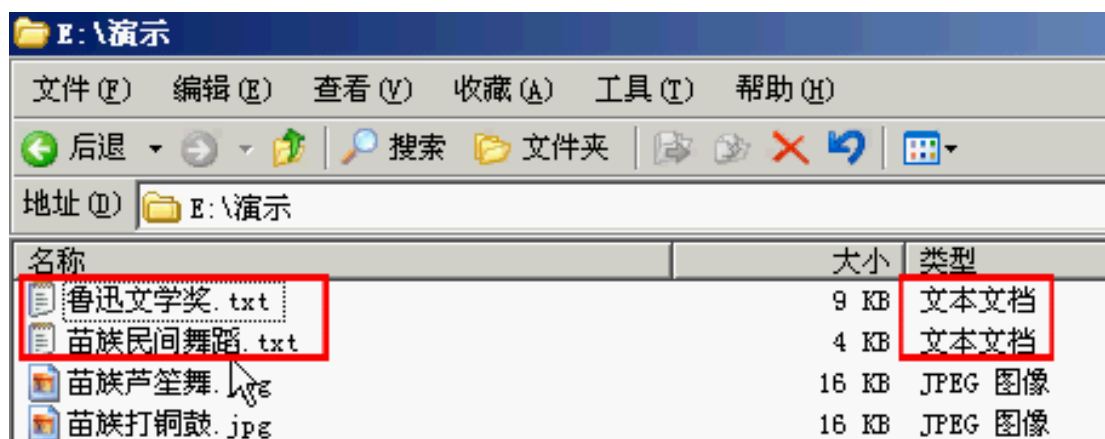 E:\演示
文件(F) 编辑(E) 查看(V) 收藏(A) 工具(T) 帮助(H)
后退 搜索 文件夹
地址(D) E:\演示
名称 大小 类型
鲁迅文学奖.txt 9 KB 文本文档
苗族民间舞蹈.txt 4 KB 文本文档
苗族芦笙舞.jpg 16 KB JPEG 图像
苗族打铜鼓.jpg 16 KB JPEG 图像